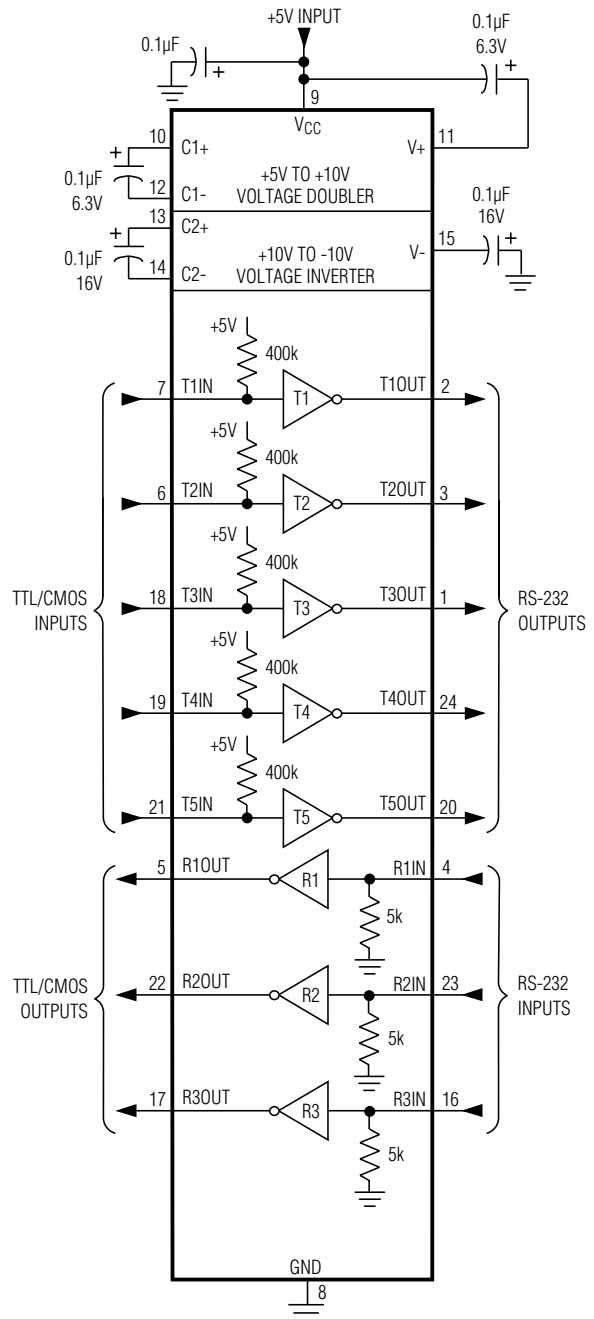 +5V INPUT
0.1µF
+
0.1µF
6.3V
+
9
VCC
10
C1+
+
0.1µF
6.3V
12
C1-
+5V TO +10V
VOLTAGE DOUBLER
V+
11
13
C2+
+
0.1µF
16V
14
C2-
+10V TO -10V
VOLTAGE INVERTER
V-
15
0.1µF
16V
+
+5V
400k
7
T1IN
T1
T1OUT
2
+5V
400k
6
T2IN
T2
T2OUT
3
+5V
400k
TTL/CMOS
INPUTS
18
T3IN
T3
T3OUT
1
RS-232
OUTPUTS
+5V
400k
19
T4IN
T4
T4OUT
24
+5V
400k
21
T5IN
T5
T5OUT
20
5
R1OUT
R1
R1IN
4
5k
TTL/CMOS
OUTPUTS
22
R2OUT
R2
R2IN
23
RS-232
INPUTS
5k
17
R3OUT
R3
R3IN
16
5k
GND
8